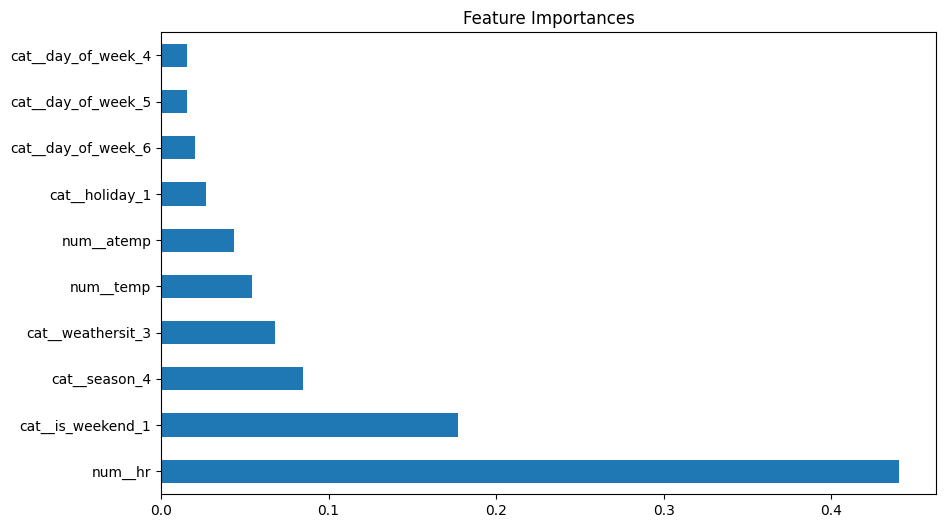 Feature Importances
cat__day_of_week_4
cat__day_of_week_5
cat__day_of_week_6
cat__holiday_1
num__atemp
num__temp
cat__weathersit_3
cat__season_4
cat__is_weekend_1
num__hr
0.0 0.1 0.2 0.3 0.4